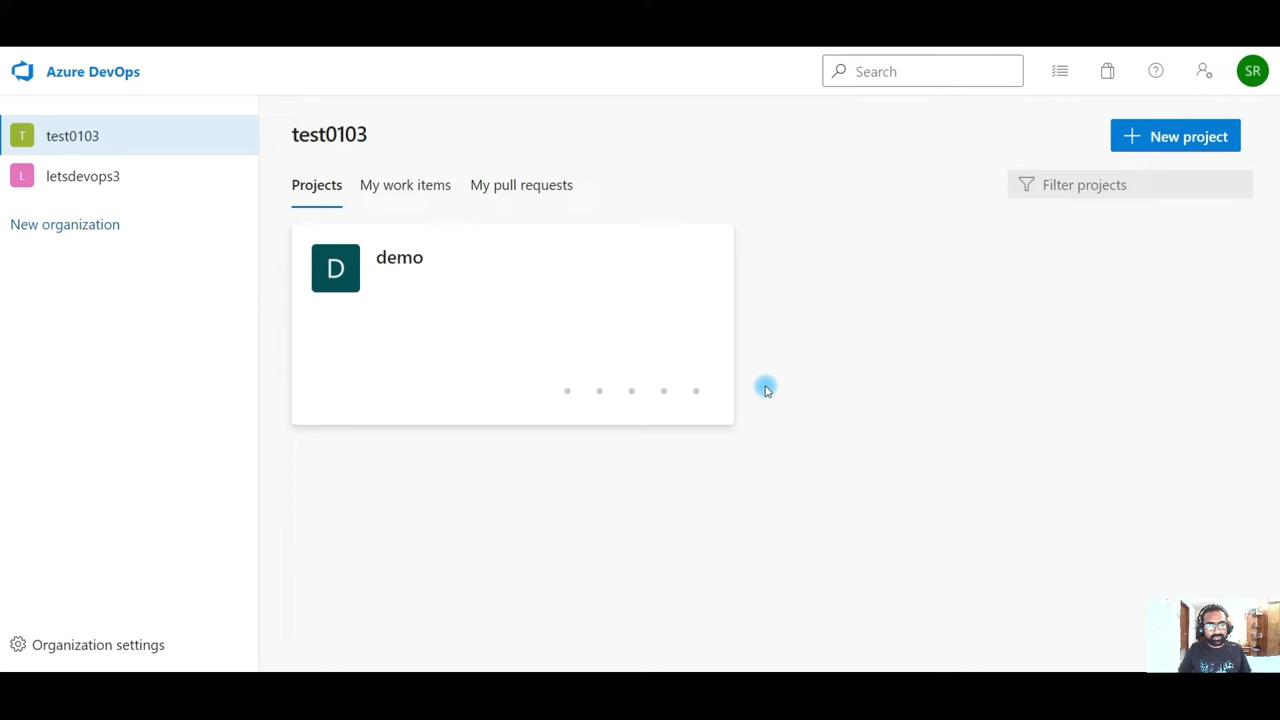 Azure DevOps
Search
SR
T test0103
L letsdevops3
New organization
test0103
New project
Projects My work items My pull requests
Filter projects
D demo
Organization settings